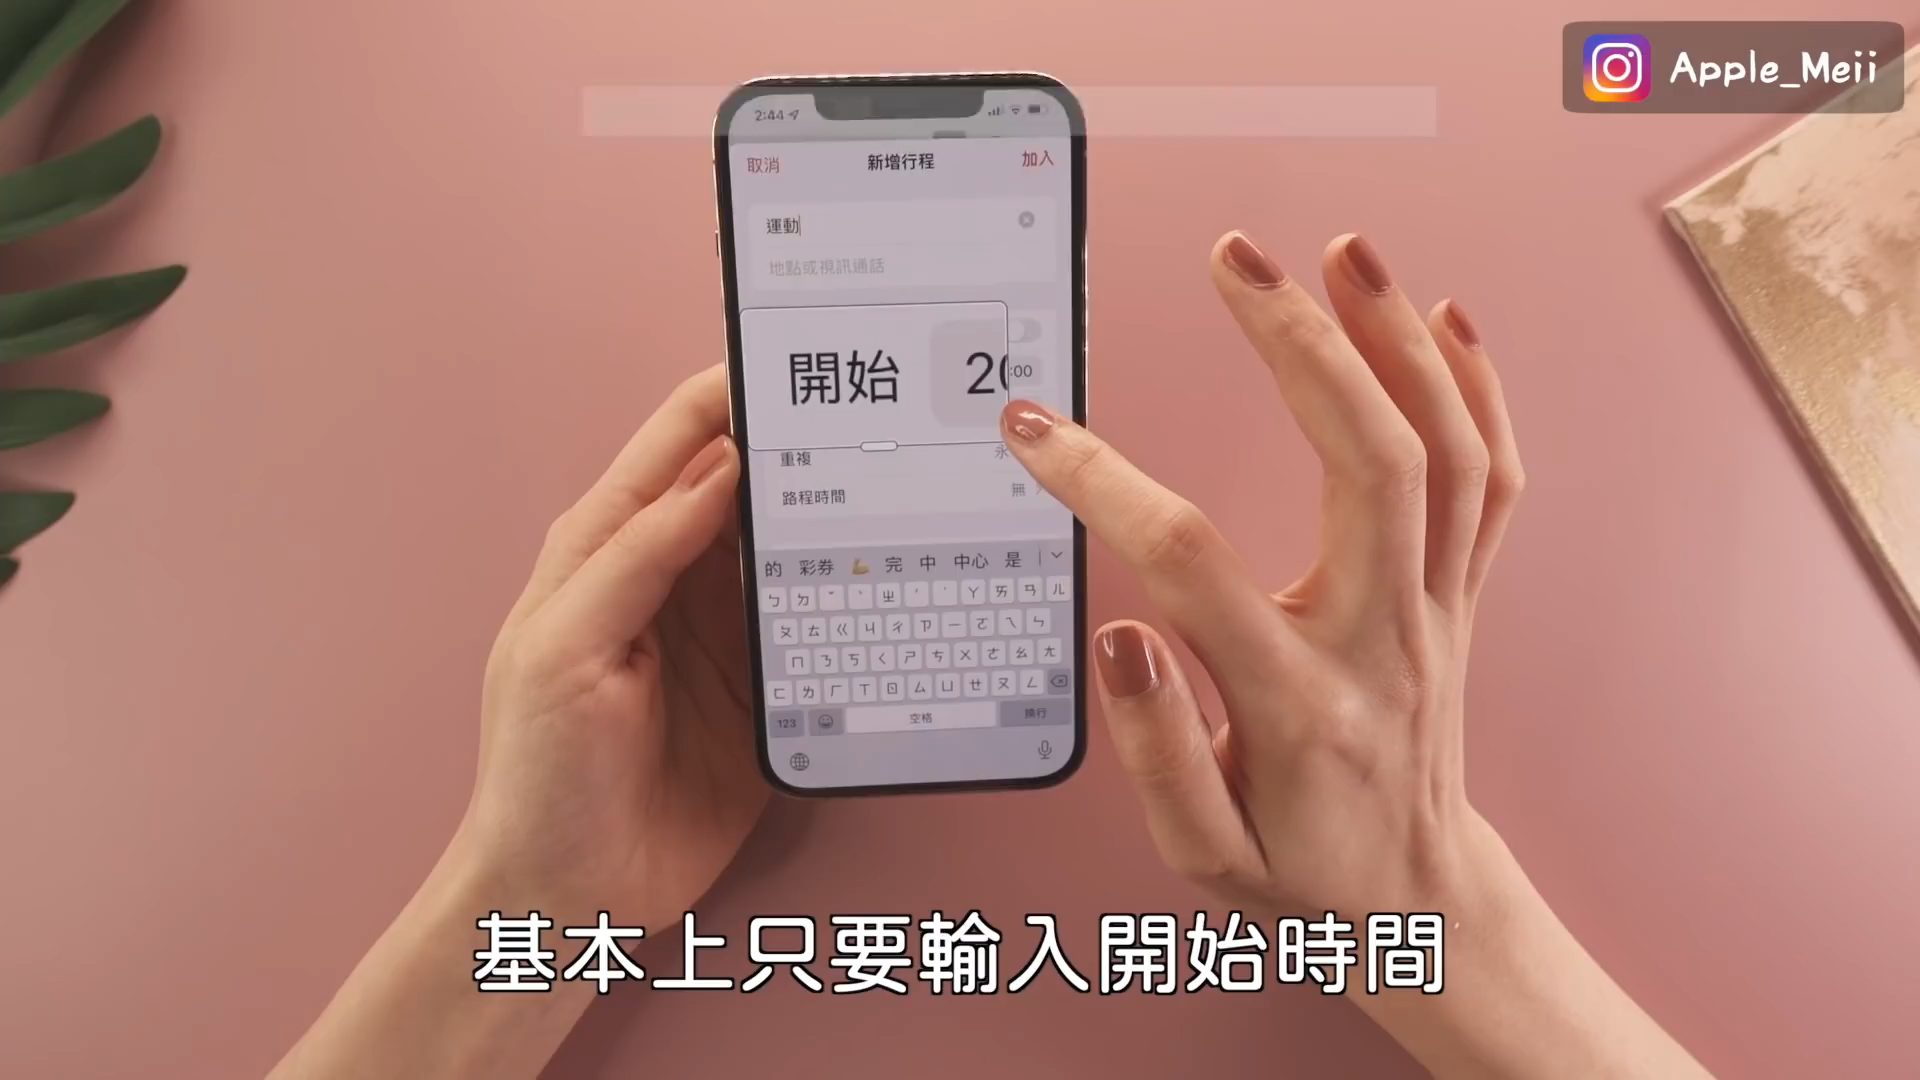 Apple_Meii
2:44
取消 新增行程 加入
運動
地點或視訊通話
開始 20
:00
重複 永
路程時間 無
的 彩券 💪 完 中 中心 是
ㄅ ㄉ ˇ ˋ ㄓ ˊ ˙ ㄚ ㄞ ㄢ ㄦ
ㄆ ㄊ ㄍ ㄐ ㄔ ㄗ ㄧ ㄛ ㄟ ㄣ
ㄇ ㄋ ㄎ ㄑ ㄕ ㄘ ㄨ ㄜ ㄠ ㄤ
ㄈ ㄌ ㄏ ㄒ ㄖ ㄙ ㄩ ㄝ ㄡ ㄥ
123 空格 換行
基本上只要輸入開始時間